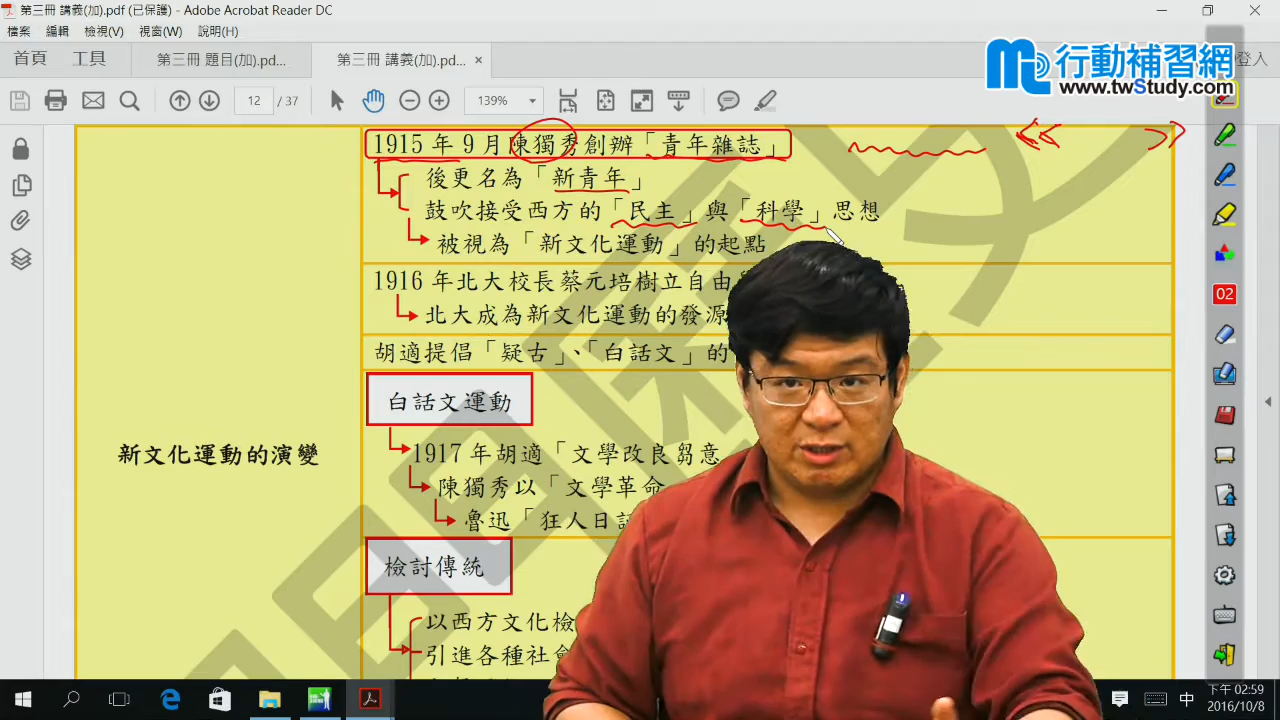 第三冊 講義(加).pdf (已保護) - Adobe Acrobat Reader DC
檔案 編輯 檢視(V) 視窗(W) 說明(H)
首頁 工具 第三冊 題目(加).pd... 第三冊 講義(加).pd... × 登入
行動補習網
www.twStudy.com
12 / 37 139%
1915 年 9 月陳獨秀創辦「青年雜誌」
後更名為「新青年」
鼓吹接受西方的「民主」與「科學」思想
被視為「新文化運動」的起點
1916 年北大校長蔡元培樹立自由
北大成為新文化運動的發源
胡適提倡「疑古」、「白話文」的
白話文運動
1917 年胡適「文學改良芻意
新文化運動的演變
陳獨秀以「文學革命
魯迅「狂人日記
檢討傳統
以西方文化檢
引進各種社會
02
中
下午 02:59
2016/10/8